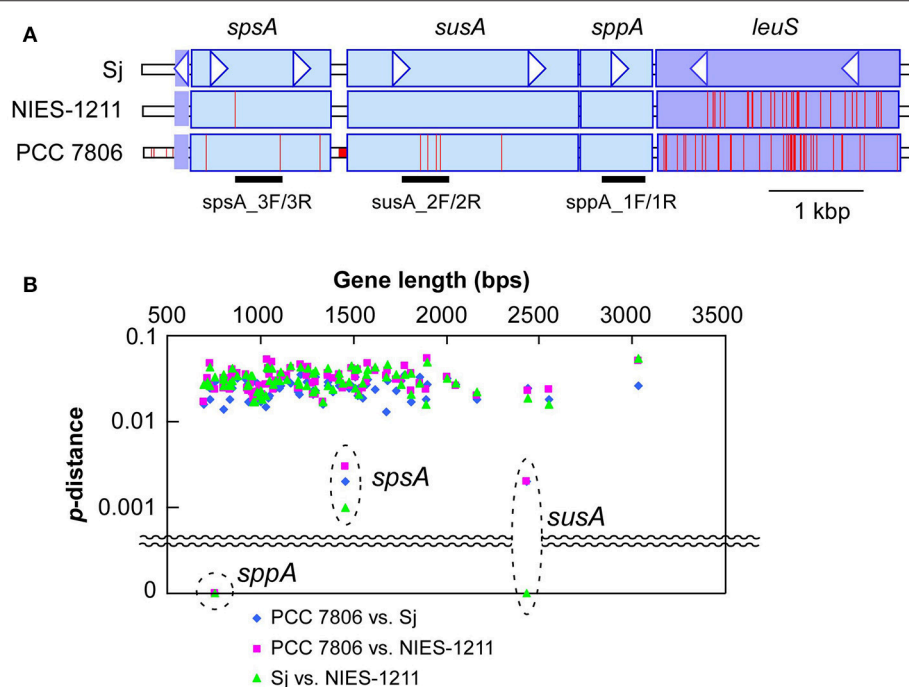 A
spsA susA sppA leuS
Sj
NIES-1211
PCC 7806
spsA_3F/3R susA_2F/2R sppA_1F/1R
1 kbp
B
Gene length (bps)
500 1000 1500 2000 2500 3000 3500
0.1
0.01
p-distance
spsA
0.001
susA
sppA
0
PCC 7806 vs. Sj
PCC 7806 vs. NIES-1211
Sj vs. NIES-1211